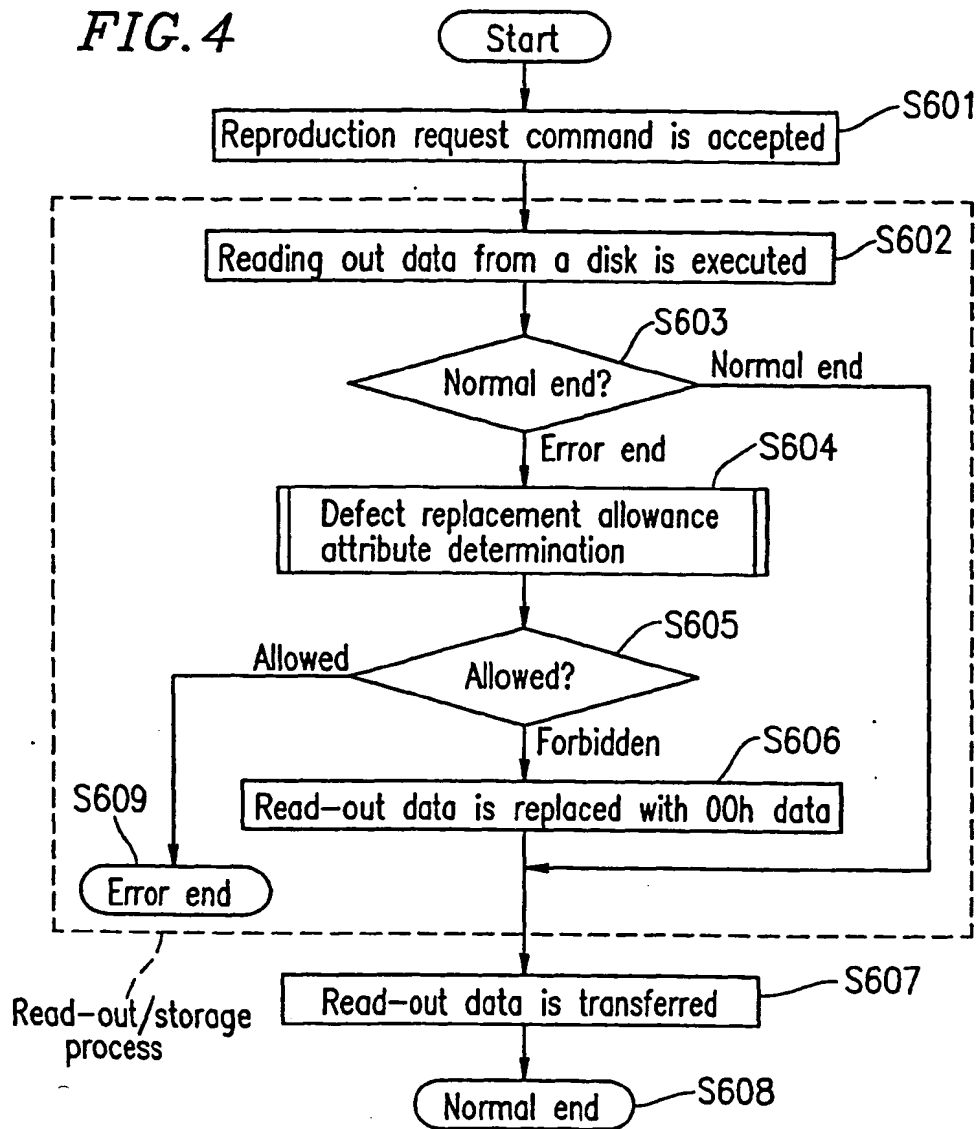 FIG. 4
Start
S601
Reproduction request command is accepted
S602
Reading out data from a disk is executed
S603
Normal end?
Normal end
Error end
S604
Defect replacement allowance
attribute determination
S605
Allowed
Allowed?
Forbidden
S606
Read-out data is replaced with 00h data
S609
Error end
Read-out/storage
process
S607
Read-out data is transferred
Normal end
S608